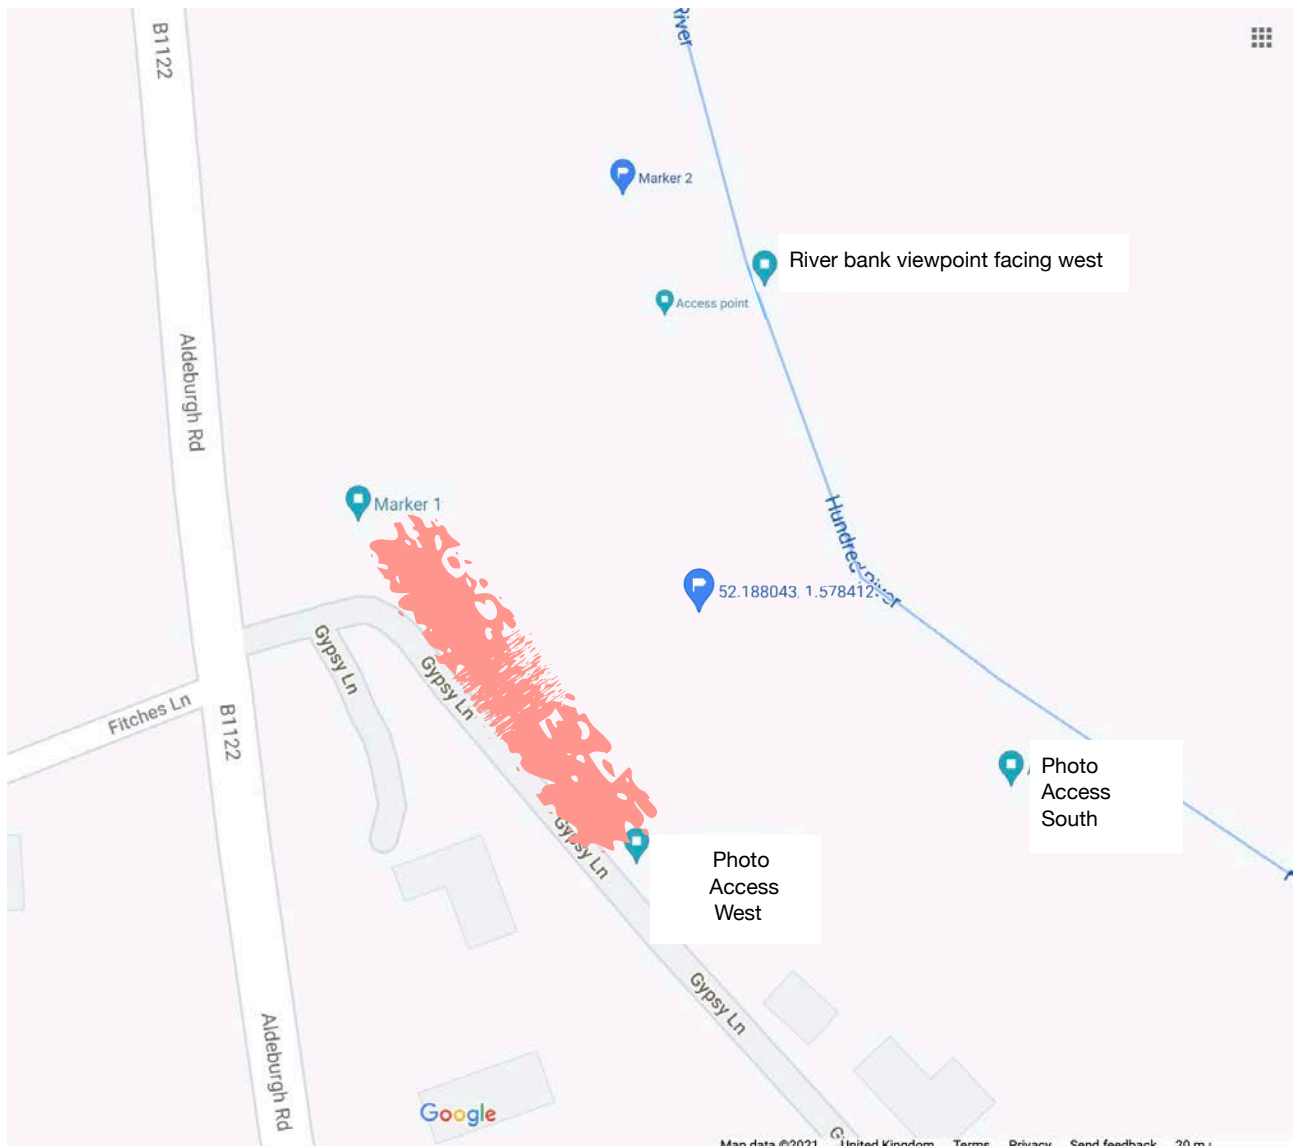 B1122
River
Marker 2
River bank viewpoint facing west
Access point
Aldeburgh Rd
Marker 1
Hundred River
52.188043, 1.578412
Gypsy Ln
Gypsy Ln
Fitches Ln
B1122
Photo
Access
South
Gypsy Ln
Photo
Access
West
Gypsy Ln
Aldeburgh Rd
Google
G
Map data ©2021 United Kingdom Terms Privacy Send feedback 20 m